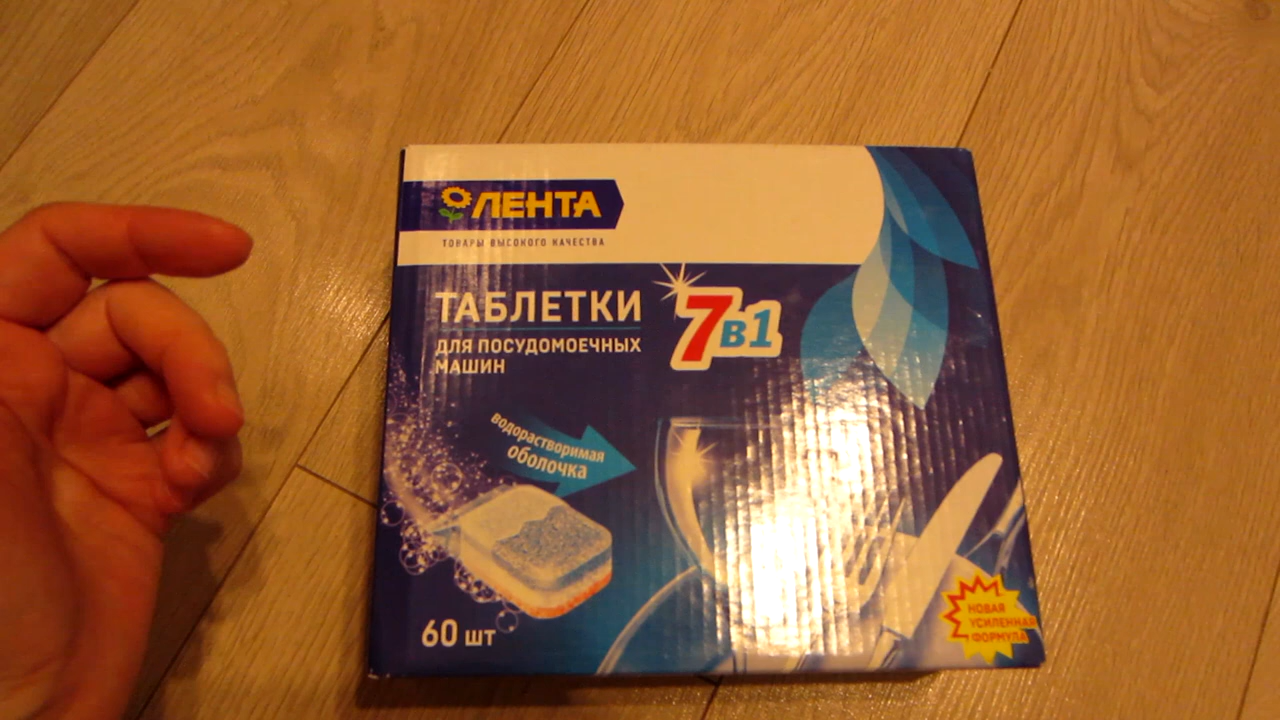 ЛЕНТА
ТОВАРЫ ВЫСОКОГО КАЧЕСТВА
ТАБЛЕТКИ
ДЛЯ ПОСУДОМОЕЧНЫХ
МАШИН
7в1
водорастворимая
оболочка
60 шт
НОВАЯ
УСИЛЕННАЯ
ФОРМУЛА